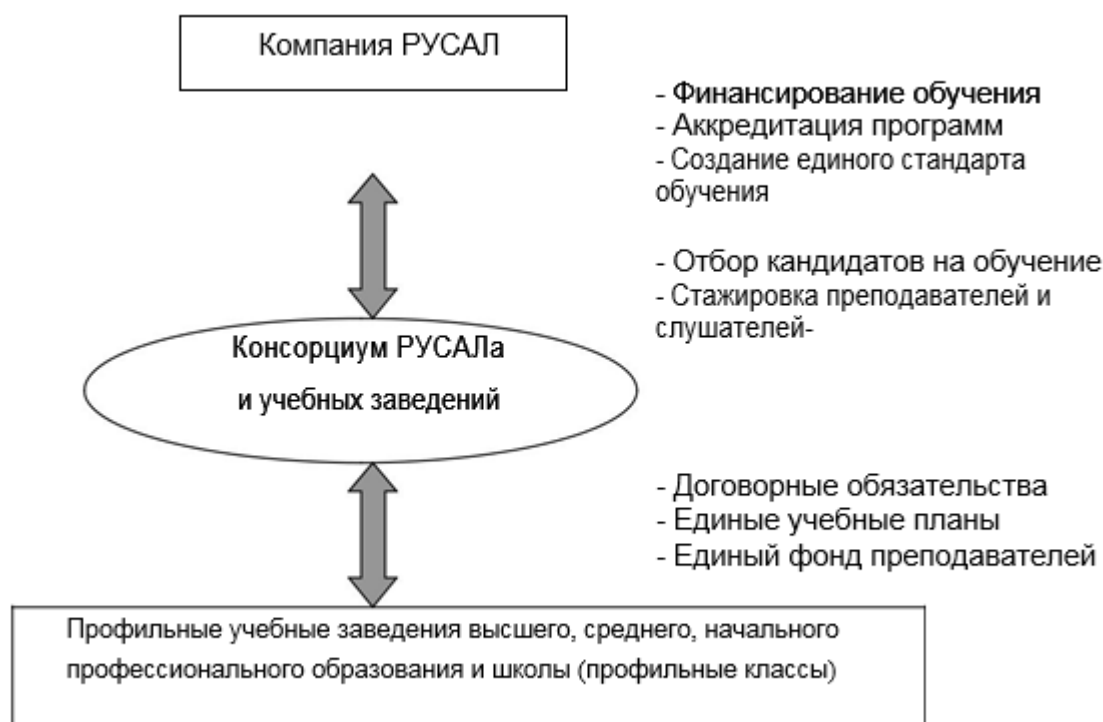 Компания РУСАЛ
- Финансирование обучения
- Аккредитация программ
- Создание единого стандарта
обучения
- Отбор кандидатов на обучение
- Стажировка преподавателей и
слушателей-
Консорциум РУСАЛа
и учебных заведений
- Договорные обязательства
- Единые учебные планы
- Единый фонд преподавателей
Профильные учебные заведения высшего, среднего, начального
профессионального образования и школы (профильные классы)